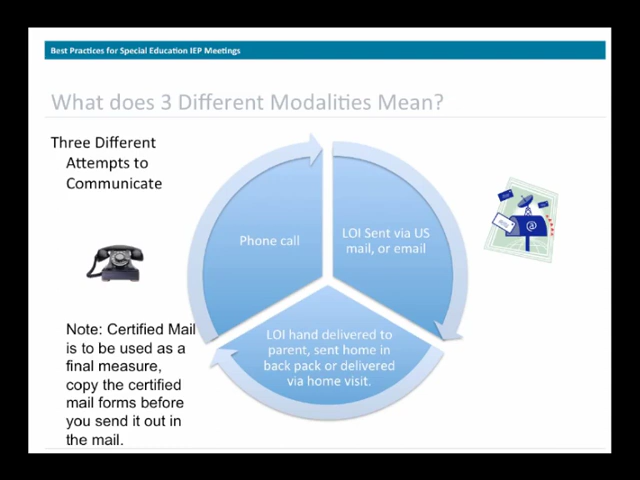 Best Practices for Special Education IEP Meetings
What does 3 Different Modalities Mean?
Three Different
Attempts to
Communicate
Phone call
LOI Sent via US
mail, or email
LOI hand delivered to
parent, sent home in
back pack or delivered
via home visit.
Note: Certified Mail
is to be used as a
final measure,
copy the certified
mail forms before
you send it out in
the mail.
@